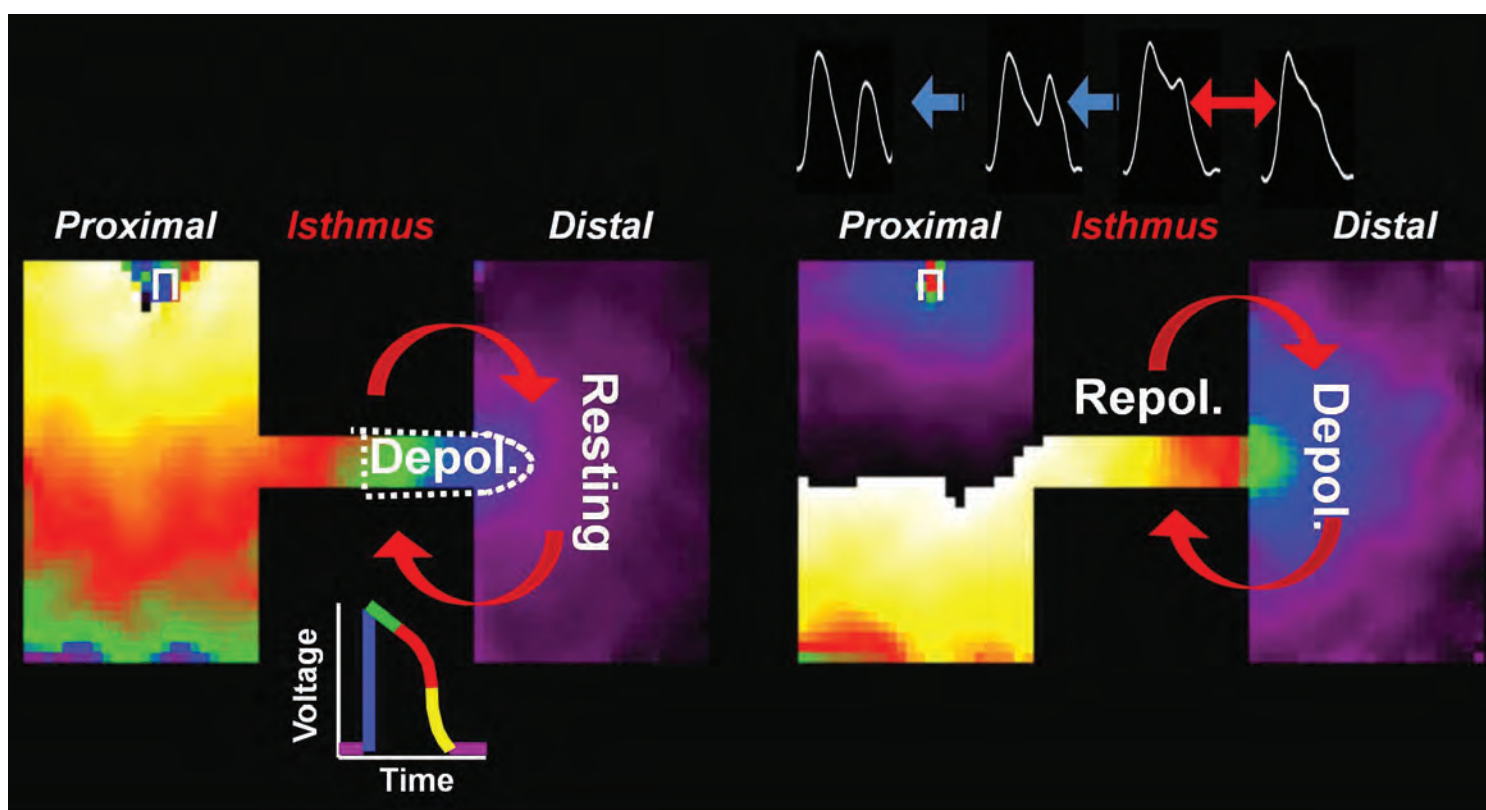 Proximal Isthmus Distal
Depol.
Resting
Voltage
Time
Proximal Isthmus Distal
Repol.
Depol.